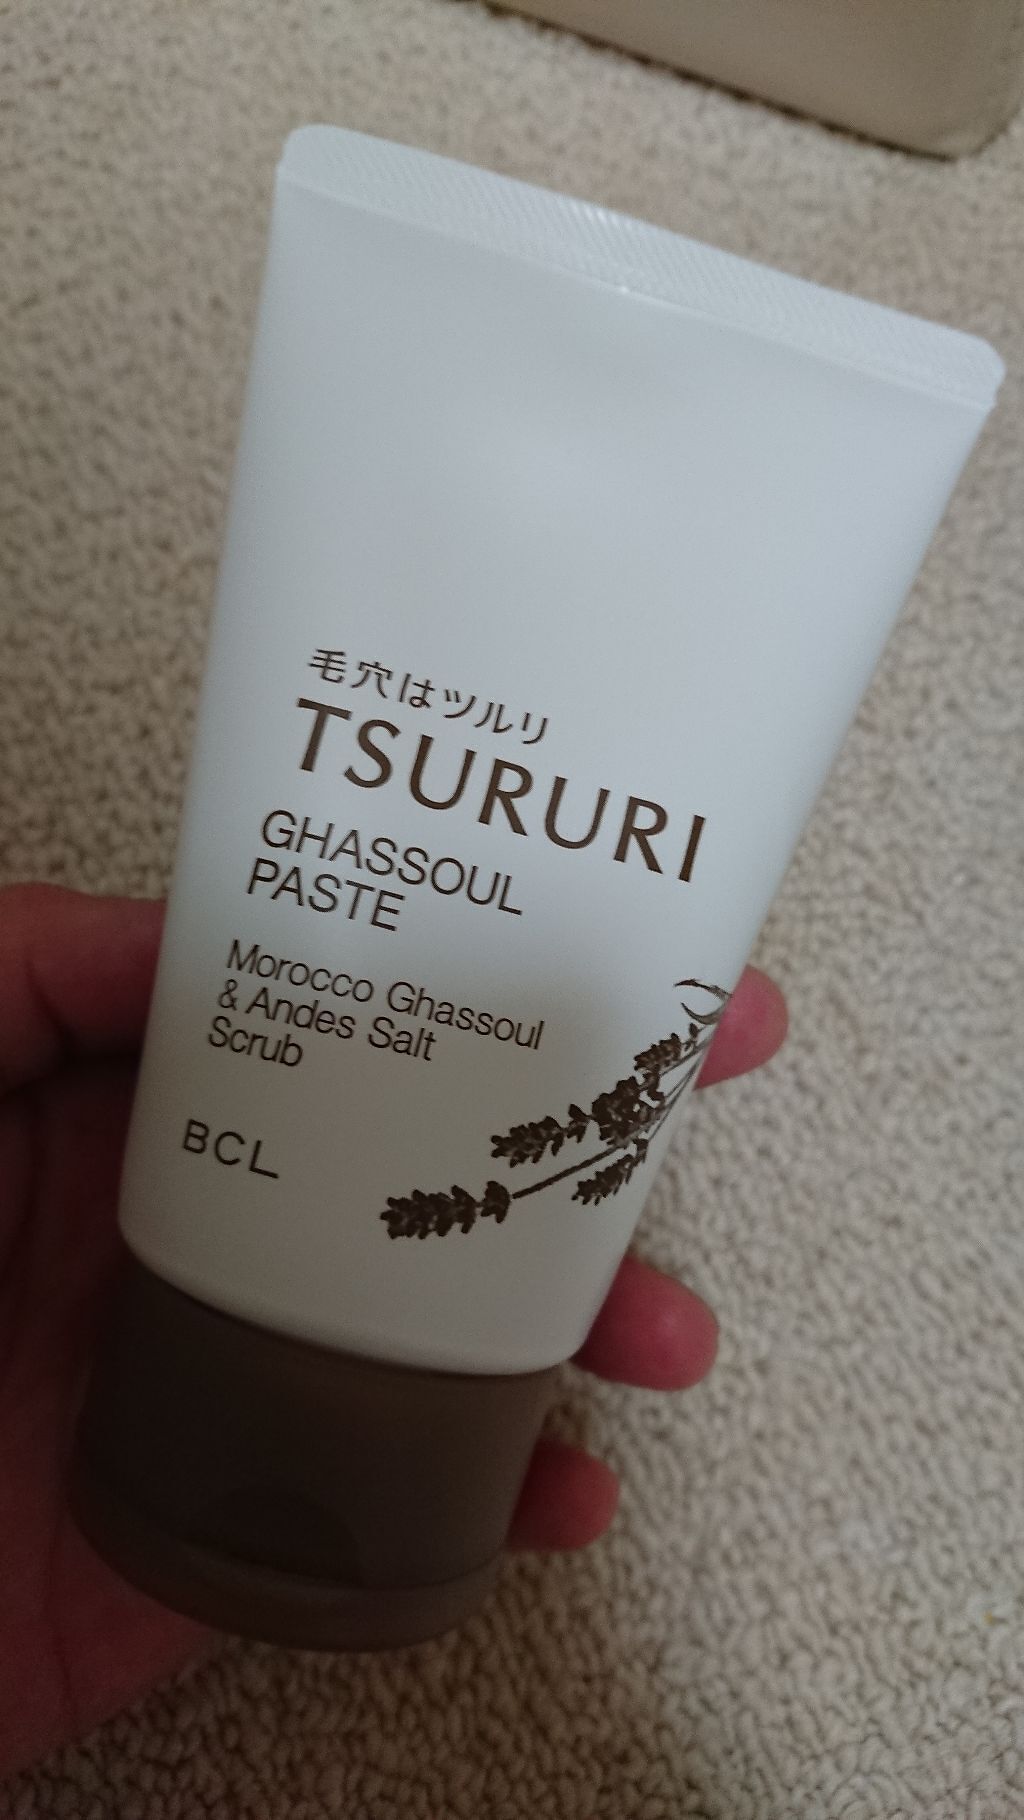 毛穴はツルリ
TSURURI
GHASSOUL
PASTE
Morocco Ghassoul
& Andes Salt
Scrub
BCL